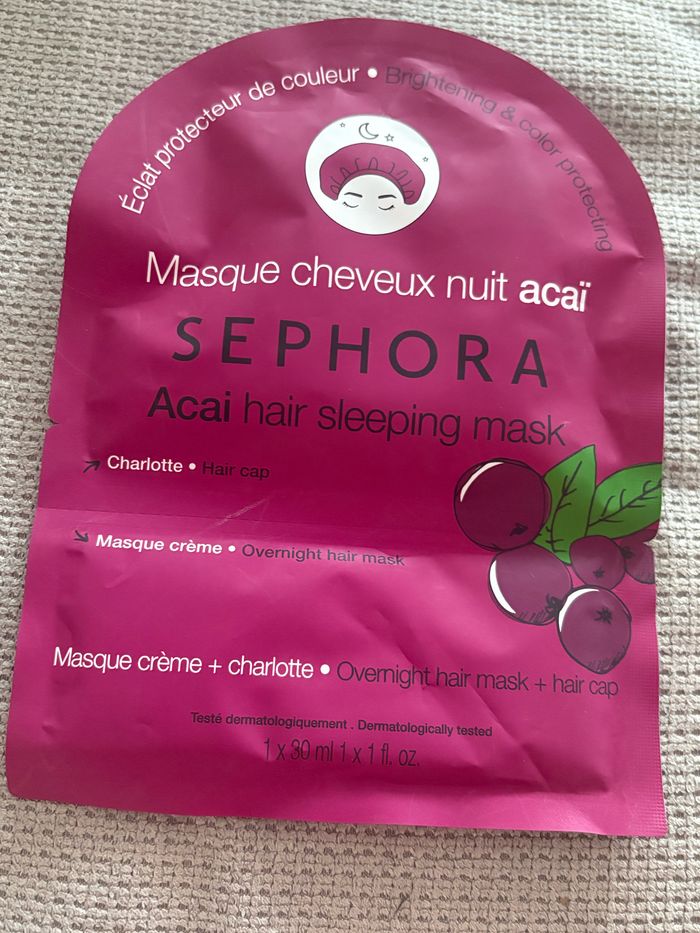 Éclat protecteur de couleur • Brightening & color protecting
Masque cheveux nuit acaï
SEPHORA
Acai hair sleeping mask
Charlotte • Hair cap
Masque crème • Overnight hair mask
Masque crème + charlotte • Overnight hair mask + hair cap
Testé dermatologiquement . Dermatologically tested
1 x 30 ml 1 x 1 fl. oz.